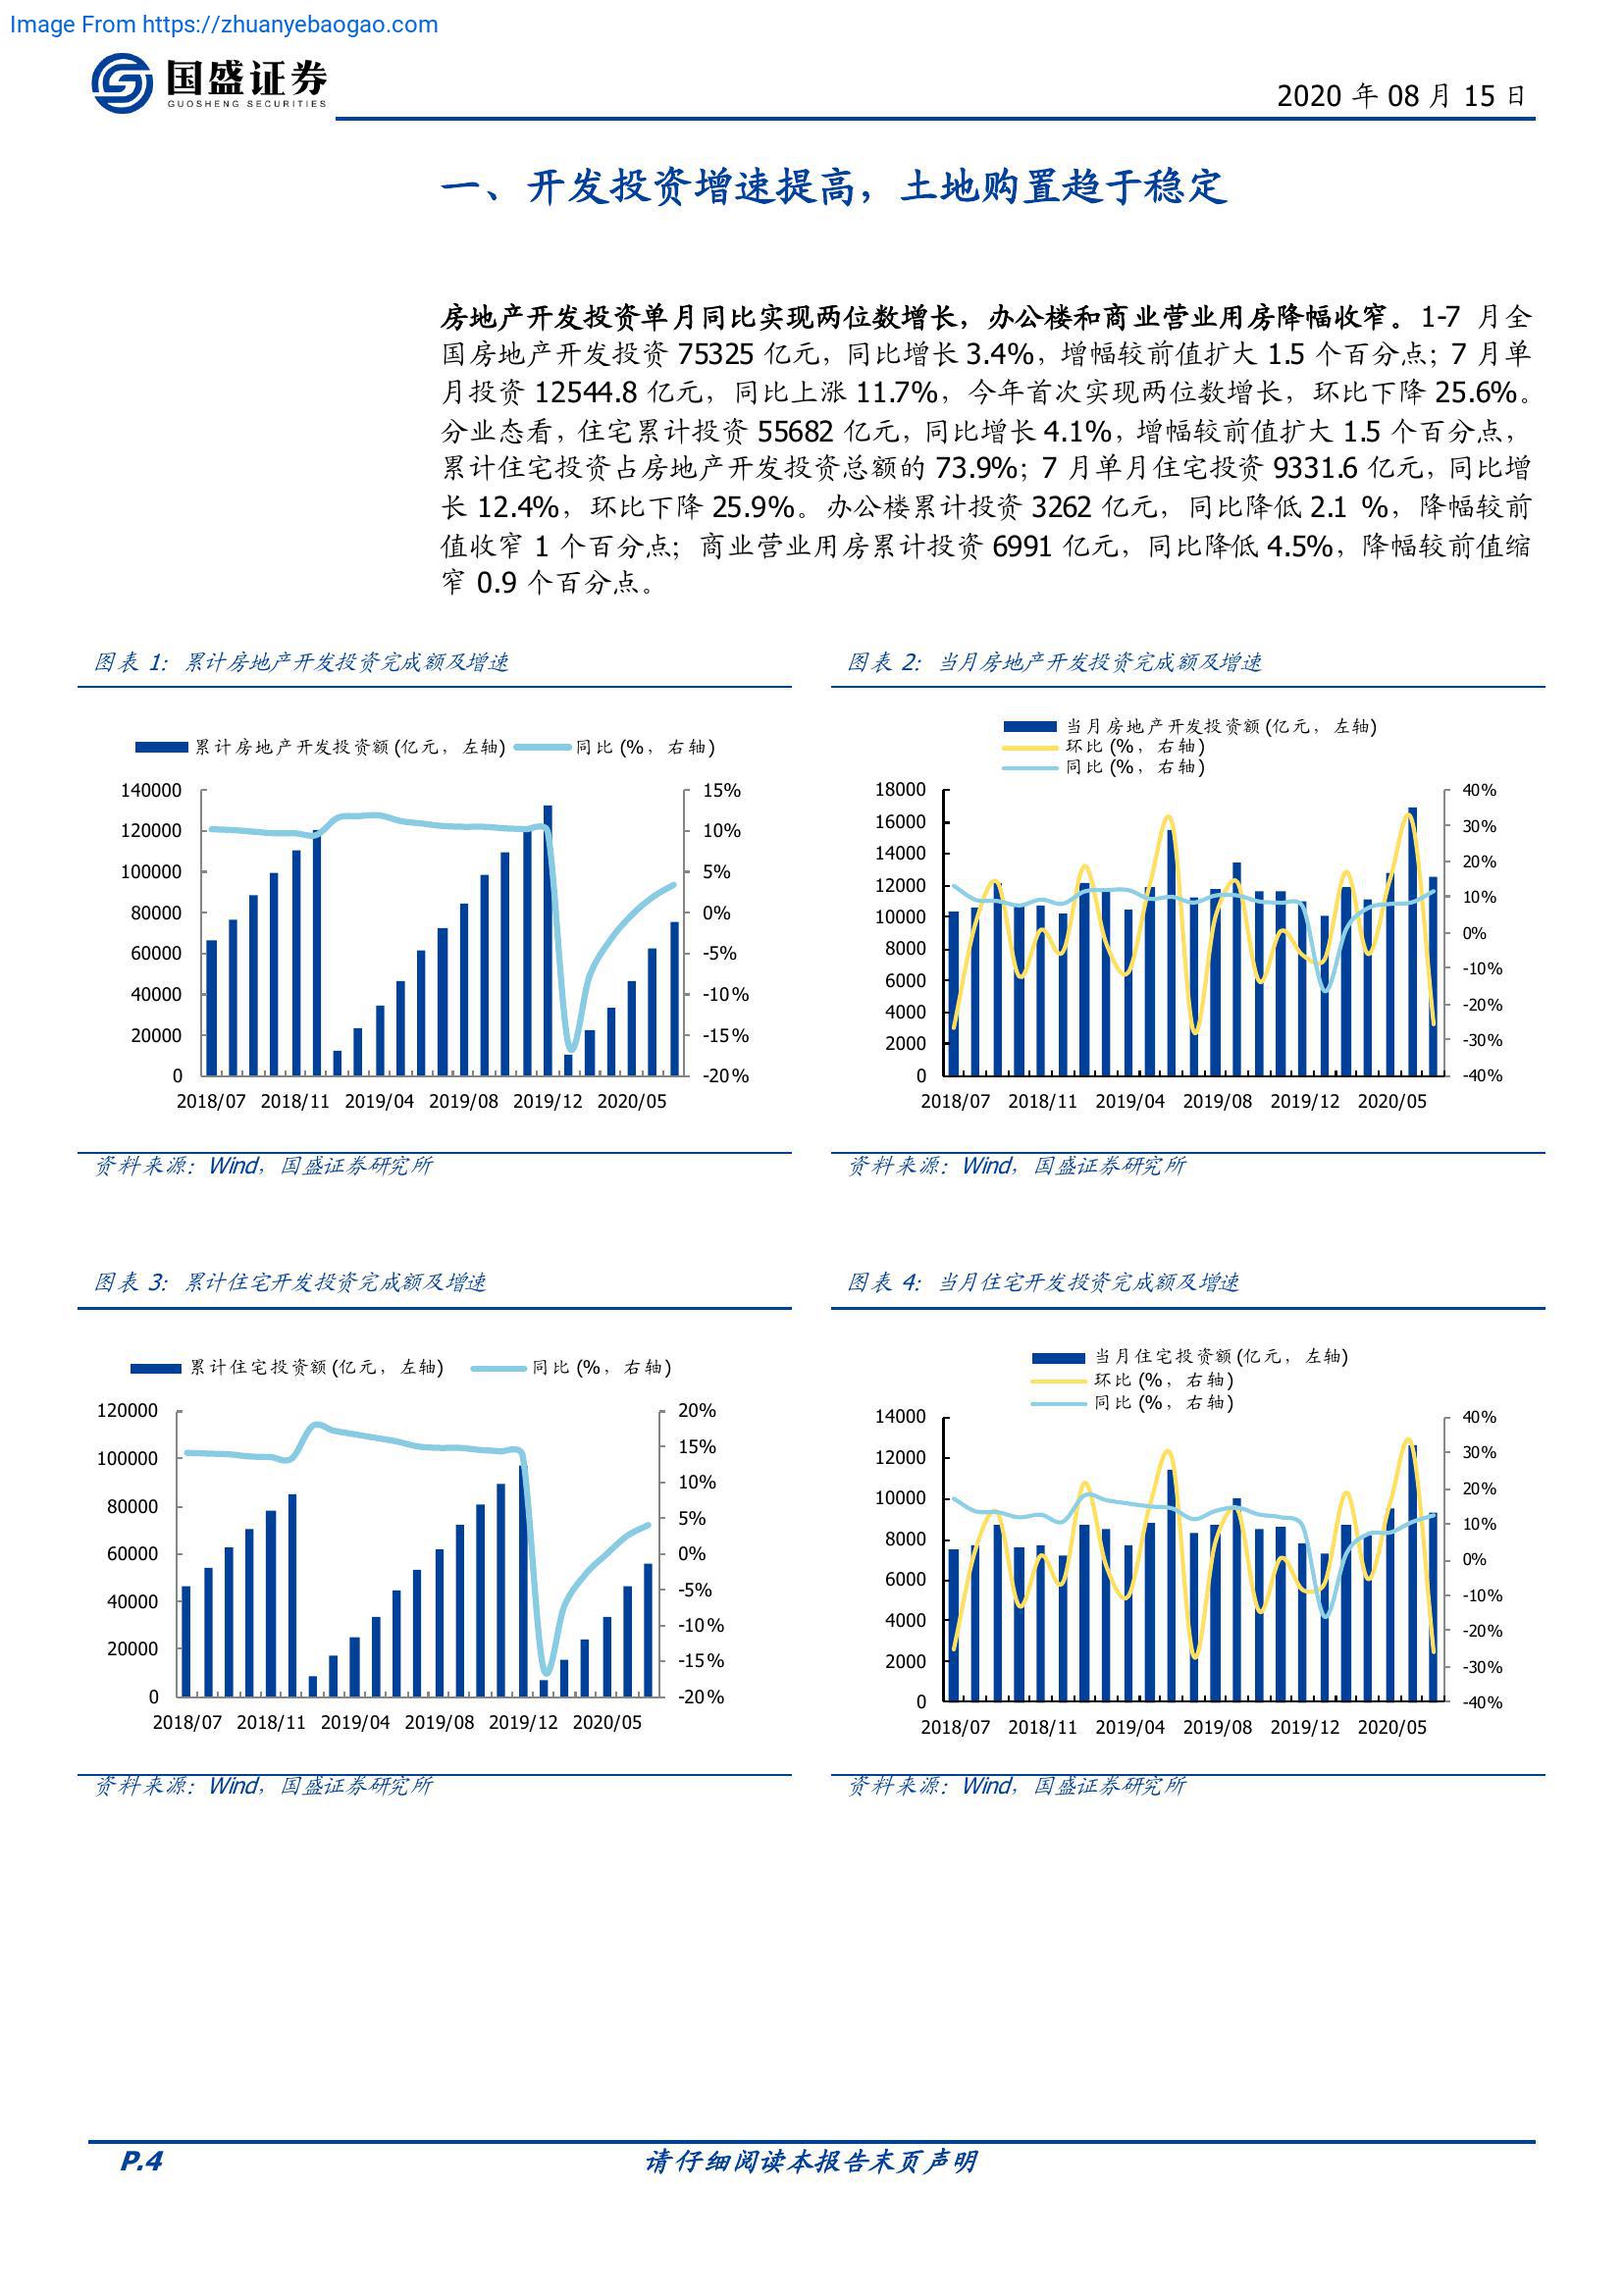 Image From https://zhuanyebaogao.com
国盛证券
GUOSHENG SECURITIES
2020 年 08 月 15 日
一、开发投资增速提高，土地购置趋于稳定
房地产开发投资单月同比实现两位数增长，办公楼和商业营业用房降幅收窄。1-7 月全
国房地产开发投资 75325 亿元，同比增长 3.4%，增幅较前值扩大 1.5 个百分点；7 月单
月投资 12544.8 亿元，同比上涨 11.7%，今年首次实现两位数增长，环比下降 25.6%。
分业态看，住宅累计投资 55682 亿元，同比增长 4.1%，增幅较前值扩大 1.5 个百分点，
累计住宅投资占房地产开发投资总额的 73.9%；7 月单月住宅投资 9331.6 亿元，同比增
长 12.4%，环比下降 25.9%。办公楼累计投资 3262 亿元，同比降低 2.1 %，降幅较前
值收窄 1 个百分点；商业营业用房累计投资 6991 亿元，同比降低 4.5%，降幅较前值缩
窄 0.9 个百分点。
图表 1：累计房地产开发投资完成额及增速
累计房地产开发投资额(亿元，左轴) 同比(%，右轴)
140000 15%
120000 10%
100000 5%
80000 0%
60000 -5%
40000 -10%
20000 -15%
0 -20%
2018/07 2018/11 2019/04 2019/08 2019/12 2020/05
资料来源：Wind，国盛证券研究所
图表 2：当月房地产开发投资完成额及增速
当月房地产开发投资额(亿元，左轴)
环比(%，右轴)
同比(%，右轴)
18000 40%
16000 30%
14000 20%
12000 10%
10000 0%
8000 -10%
6000 -20%
4000 -30%
2000 -40%
0
2018/07 2018/11 2019/04 2019/08 2019/12 2020/05
资料来源：Wind，国盛证券研究所
图表 3：累计住宅开发投资完成额及增速
累计住宅投资额(亿元，左轴) 同比(%，右轴)
120000 20%
100000 15%
80000 10%
60000 5%
40000 0%
20000 -5%
0 -10%
-15%
-20%
2018/07 2018/11 2019/04 2019/08 2019/12 2020/05
资料来源：Wind，国盛证券研究所
图表 4：当月住宅开发投资完成额及增速
当月住宅投资额(亿元，左轴)
环比(%，右轴)
同比(%，右轴)
14000 40%
12000 30%
10000 20%
8000 10%
6000 0%
4000 -10%
2000 -20%
0 -30%
-40%
2018/07 2018/11 2019/04 2019/08 2019/12 2020/05
资料来源：Wind，国盛证券研究所
P.4 请仔细阅读本报告末页声明